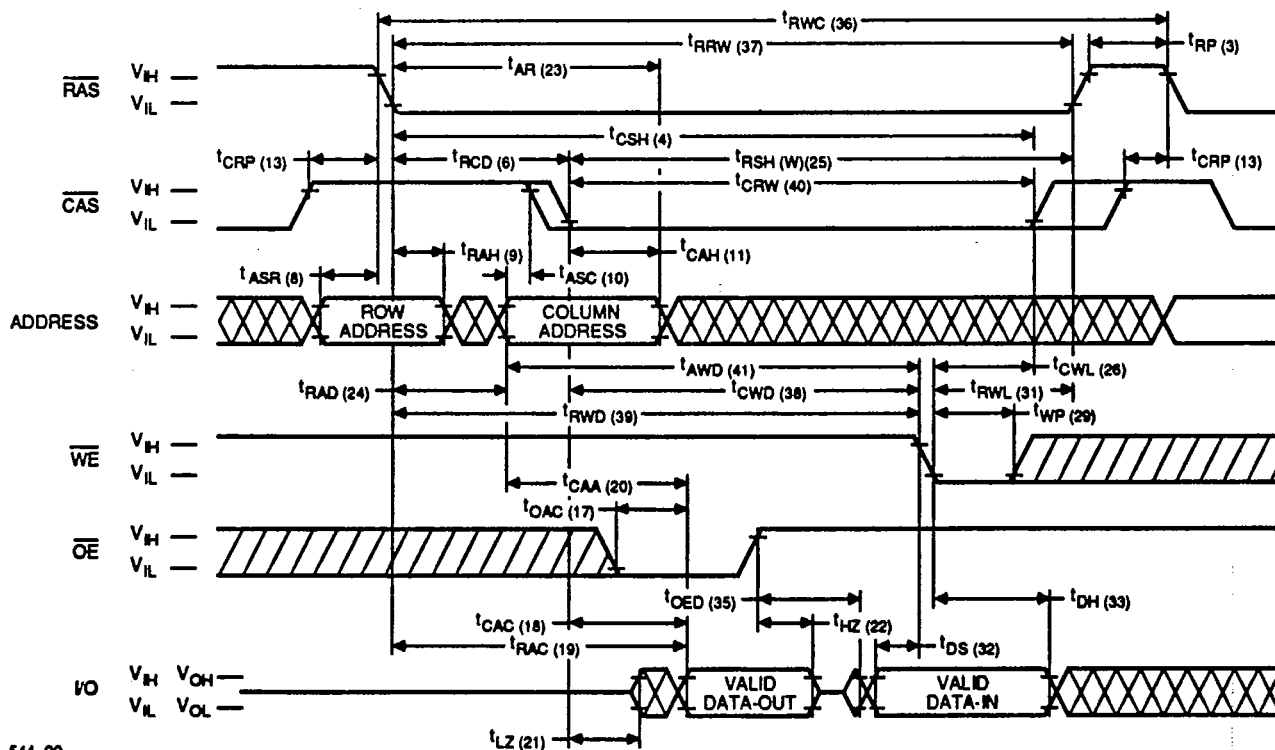 tRWC (36)
tRRW (37)
tRP (3)
tAR (23)
RAS
VIH
VIL
tCSH (4)
tCRP (13)
tRCD (6)
tRSH (W)(25)
tCRP (13)
tCRW (40)
CAS
VIH
VIL
tRAH (9)
tCAH (11)
tASR (8)
tASC (10)
ADDRESS
VIH
VIL
ROW ADDRESS
COLUMN ADDRESS
tAWD (41)
tCWL (26)
tRAD (24)
tCWD (38)
tRWL (31)
tRWD (39)
tWP (29)
WE
VIH
VIL
tCAA (20)
tOAC (17)
OE
VIH
VIL
tOED (35)
tDH (33)
tCAC (18)
tHZ (22)
tRAC (19)
tDS (32)
I/O
VIH VOH
VIL VOL
VALID DATA-OUT
VALID DATA-IN
tLZ (21)